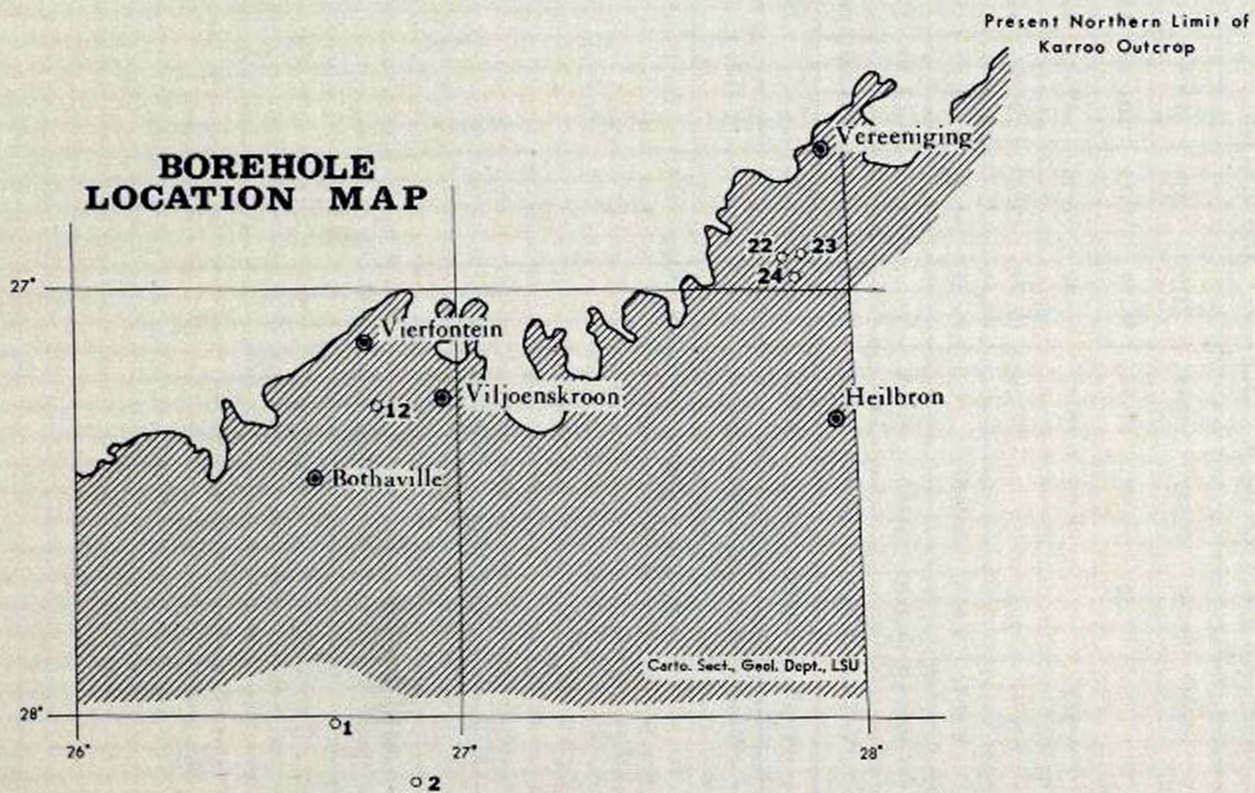 Present Northern Limit of
Karroo Outcrop
BOREHOLE
LOCATION MAP
Vereeniging
22
23
24
27°
Vierfontein
Viljoenskroon
Heilbron
12
Bothaville
Carto. Sect., Geol. Dept., LSU
28°
1
26°
27°
28°
2